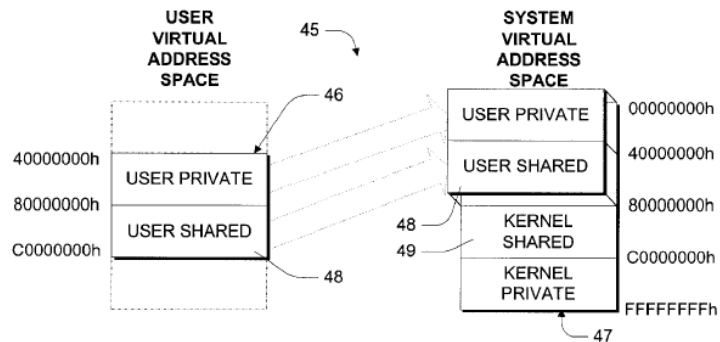 USER
VIRTUAL
ADDRESS
SPACE
45
SYSTEM
VIRTUAL
ADDRESS
SPACE
46
40000000h
USER PRIVATE
80000000h
USER SHARED
C0000000h
48
USER PRIVATE
00000000h
USER SHARED
40000000h
48
80000000h
KERNEL
SHARED
49
C0000000h
KERNEL
PRIVATE
FFFFFFFFh
47